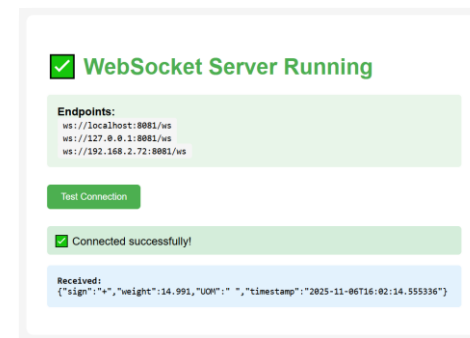 WebSocket Server Running
Endpoints:
ws://localhost:8081/ws
ws://127.0.0.1:8081/ws
ws://192.168.2.72:8081/ws
Test Connection
Connected successfully!
Received:
{"sign":"+","weight":14.991,"UOM":" ","timestamp":"2025-11-06T16:02:14.555336"}